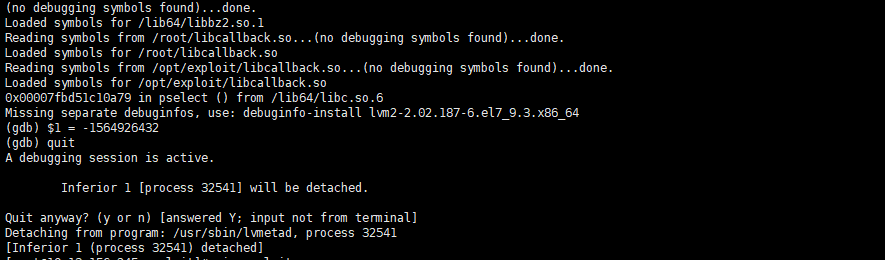 (no debugging symbols found)...done.
Loaded symbols for /lib64/libbz2.so.1
Reading symbols from /root/libcallback.so...(no debugging symbols found)...done.
Loaded symbols for /root/libcallback.so
Reading symbols from /opt/exploit/libcallback.so...(no debugging symbols found)...done.
Loaded symbols for /opt/exploit/libcallback.so
0x00007fbd51c10a79 in pselect () from /lib64/libc.so.6
Missing separate debuginfos, use: debuginfo-install lvm2-2.02.187-6.el7_9.3.x86_64
(gdb) $1 = -1564926432
(gdb) quit
A debugging session is active.
Inferior 1 [process 32541] will be detached.
Quit anyway? (y or n) [answered Y; input not from terminal]
Detaching from program: /usr/sbin/lvmetad, process 32541
[Inferior 1 (process 32541) detached]